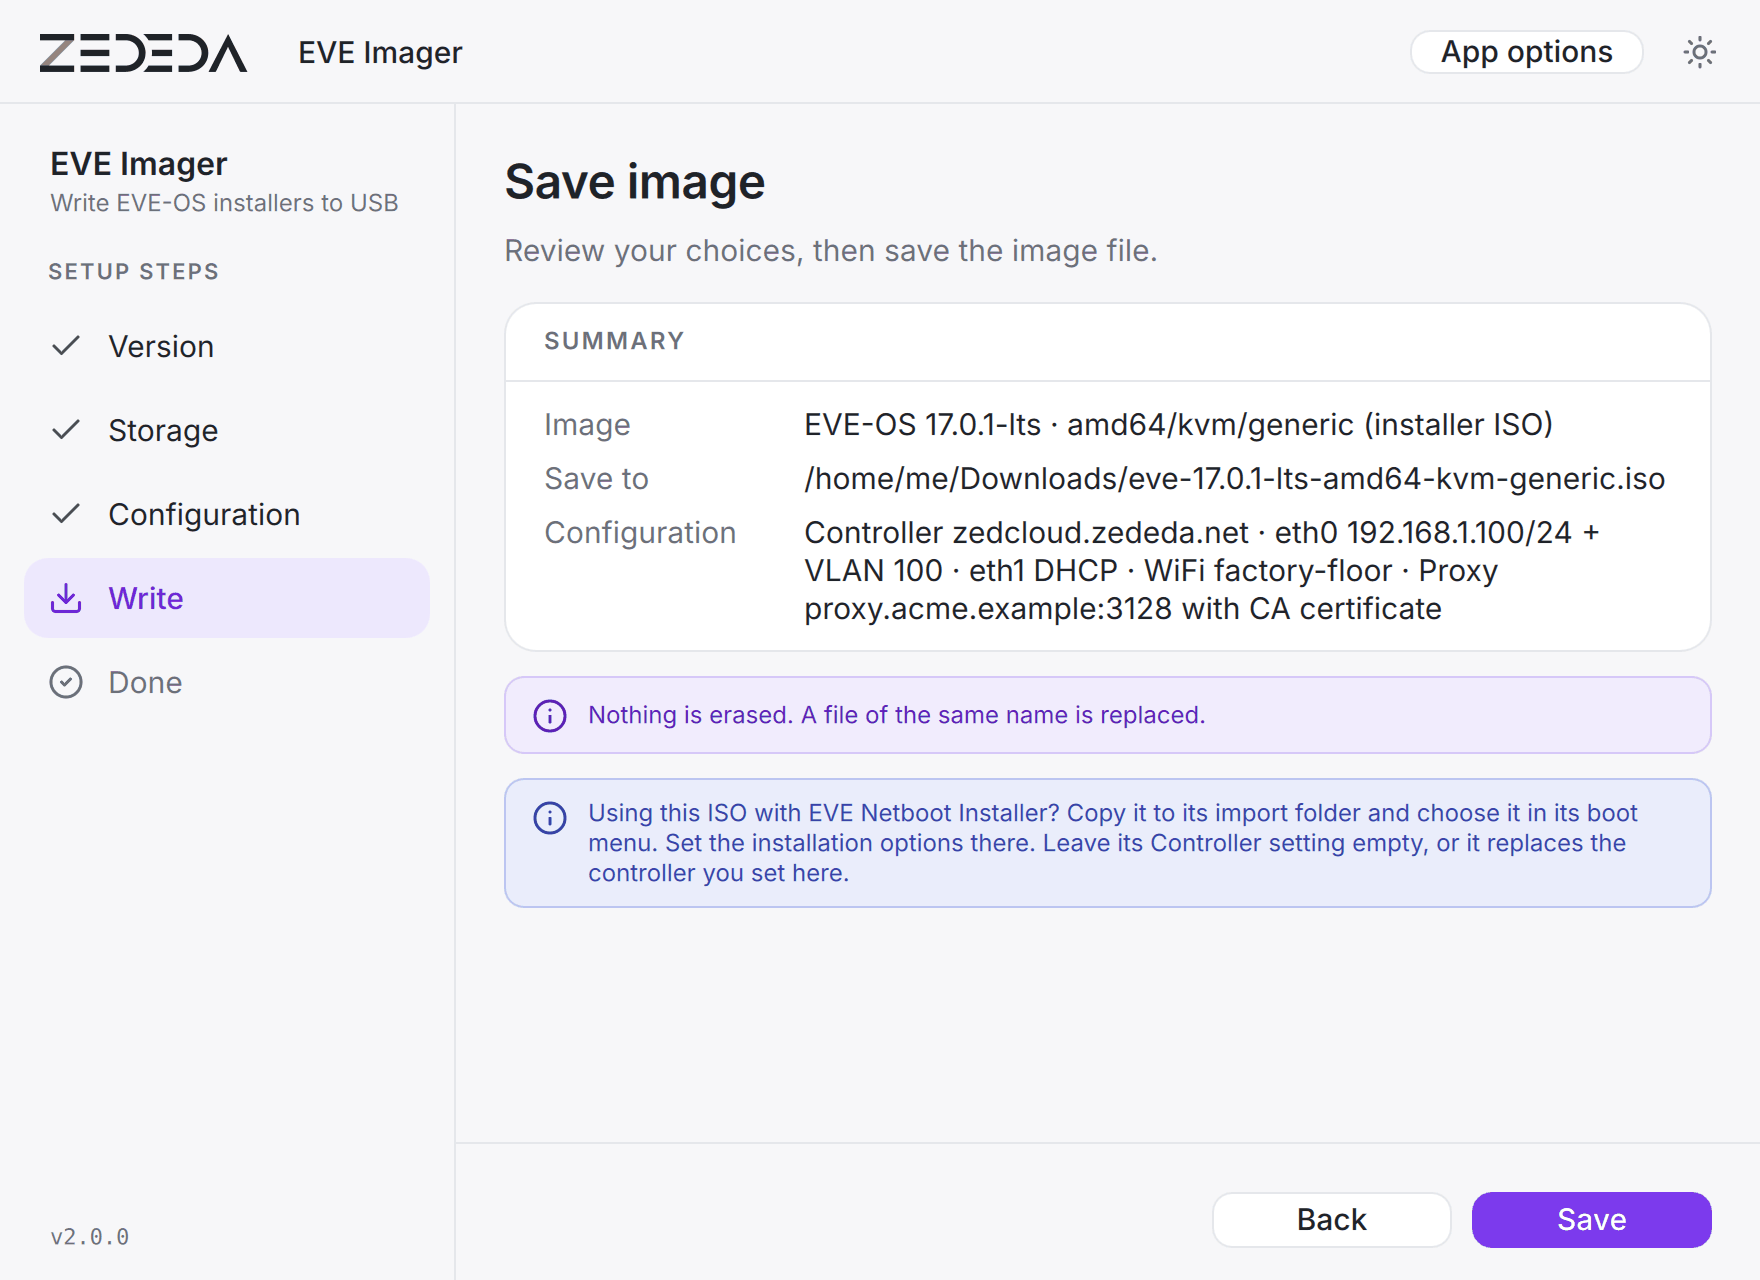 ZEDEDA
EVE Imager
App options
EVE Imager
Write EVE-OS installers to USB
SETUP STEPS
Version
Storage
Configuration
Write
Done
v2.0.0
Save image
Review your choices, then save the image file.
SUMMARY
Image
EVE-OS 17.0.1-lts · amd64/kvm/generic (installer ISO)
Save to
/home/me/Downloads/eve-17.0.1-lts-amd64-kvm-generic.iso
Configuration
Controller zedcloud.zededa.net · eth0 192.168.1.100/24 +
VLAN 100 · eth1 DHCP · WiFi factory-floor · Proxy
proxy.acme.example:3128 with CA certificate
Nothing is erased. A file of the same name is replaced.
Using this ISO with EVE Netboot Installer? Copy it to its import folder and choose it in its boot
menu. Set the installation options there. Leave its Controller setting empty, or it replaces the
controller you set here.
Back
Save